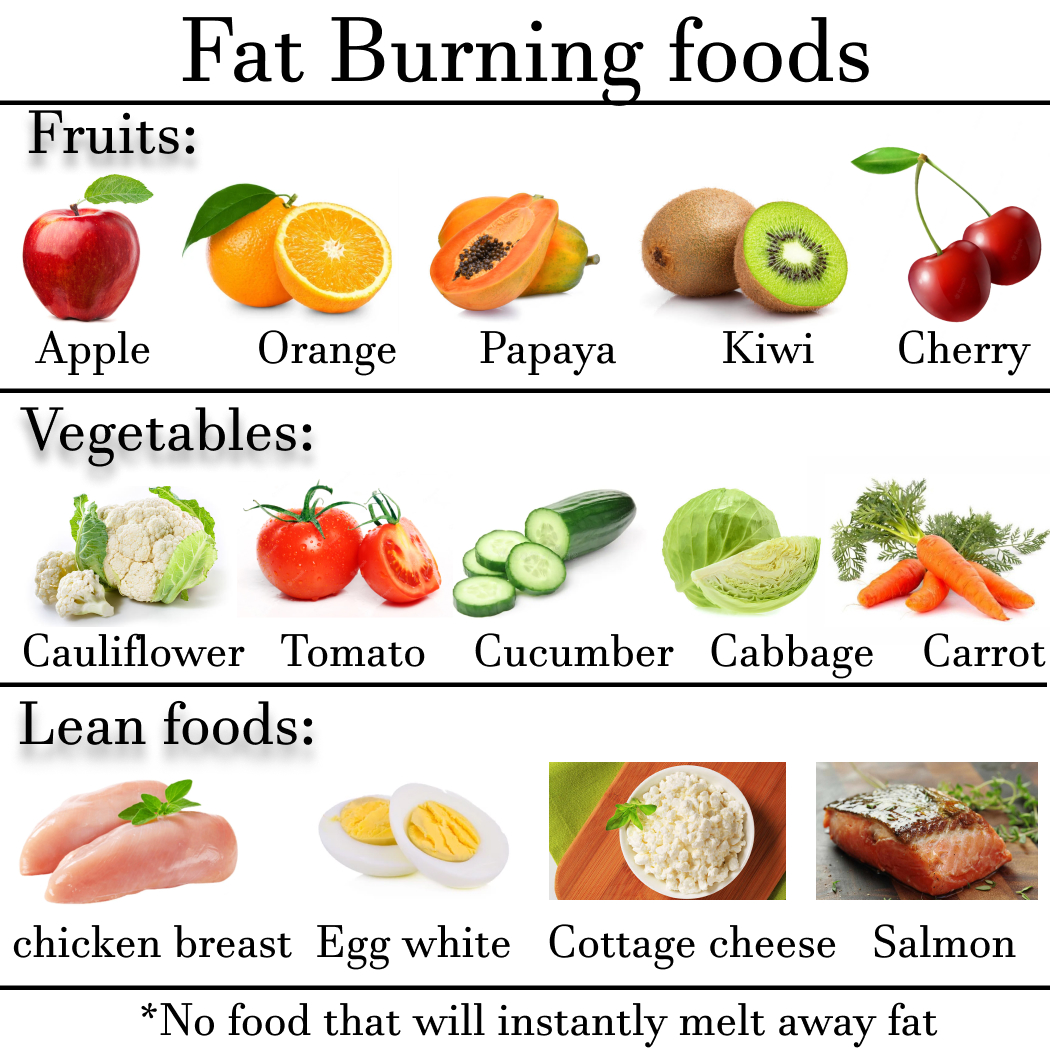 Fat Burning foods
Fruits:
Apple Orange Papaya Kiwi Cherry
Vegetables:
Cauliflower Tomato Cucumber Cabbage Carrot
Lean foods:
chicken breast Egg white Cottage cheese Salmon
*No food that will instantly melt away fat